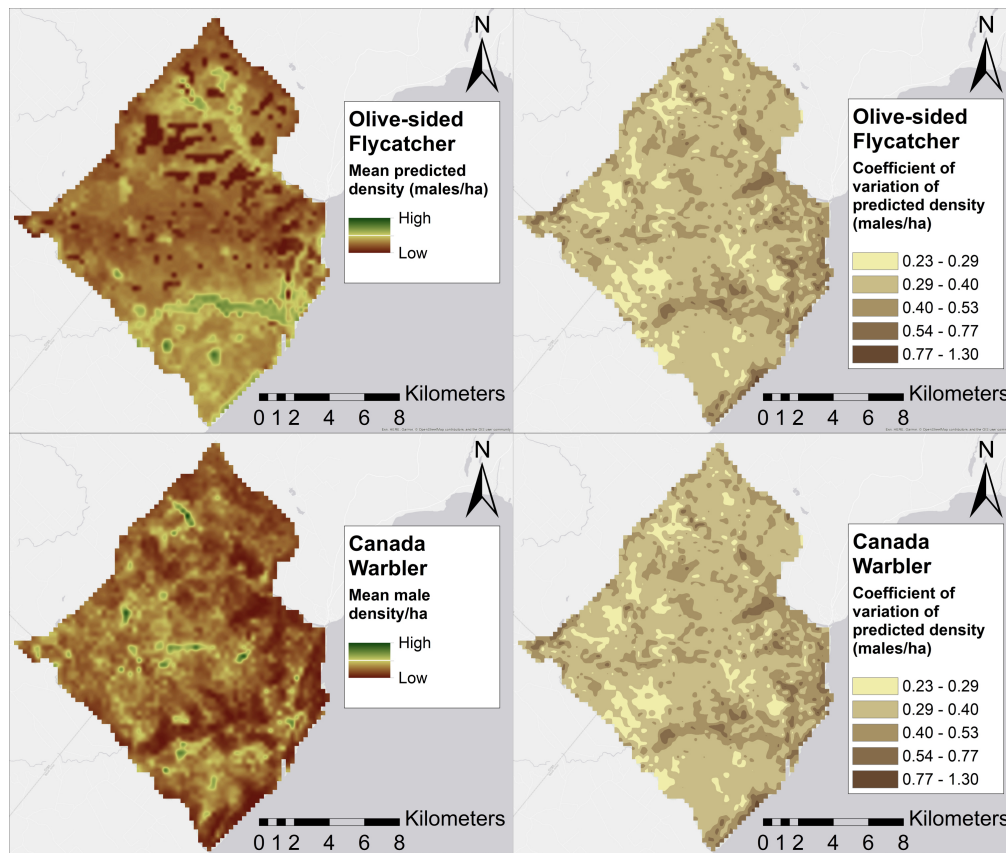 N
Olive-sided
Flycatcher
Mean predicted
density (males/ha)
High
Low
Kilometers
0 1 2 4 6 8
N
Olive-sided
Flycatcher
Coefficient of
variation of
predicted density
(males/ha)
0.23 - 0.29
0.29 - 0.40
0.40 - 0.53
0.54 - 0.77
0.77 - 1.30
Kilometers
0 1 2 4 6 8
N
Canada
Warbler
Mean male
density/ha
High
Low
Kilometers
0 1 2 4 6 8
N
Canada
Warbler
Coefficient of
variation of
predicted density
(males/ha)
0.23 - 0.29
0.29 - 0.40
0.40 - 0.53
0.54 - 0.77
0.77 - 1.30
Kilometers
0 1 2 4 6 8